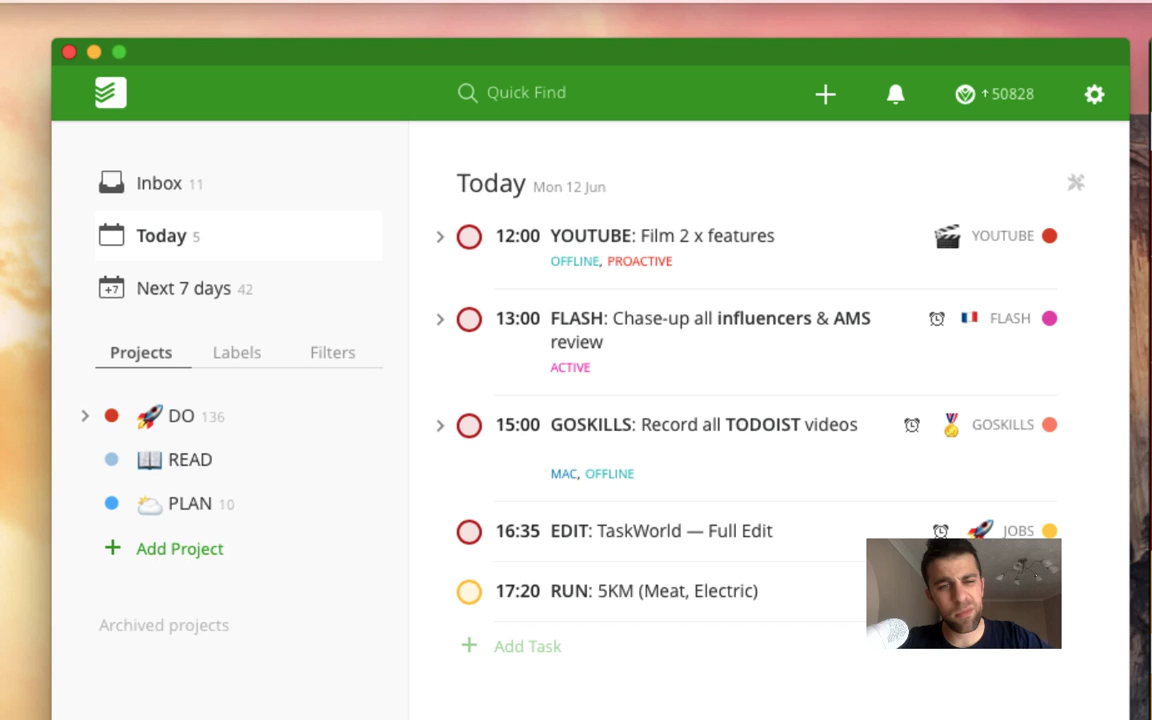 Quick Find
↑50828
Inbox 11
Today 5
+7 Next 7 days 42
Projects Labels Filters
DO 136
READ
PLAN 10
+ Add Project
Archived projects
Today Mon 12 Jun
12:00 YOUTUBE: Film 2 x features YOUTUBE
OFFLINE, PROACTIVE
13:00 FLASH: Chase-up all influencers & AMS FLASH
review
ACTIVE
15:00 GOSKILLS: Record all TODOIST videos GOSKILLS
MAC, OFFLINE
16:35 EDIT: TaskWorld — Full Edit JOBS
17:20 RUN: 5KM (Meat, Electric)
+ Add Task